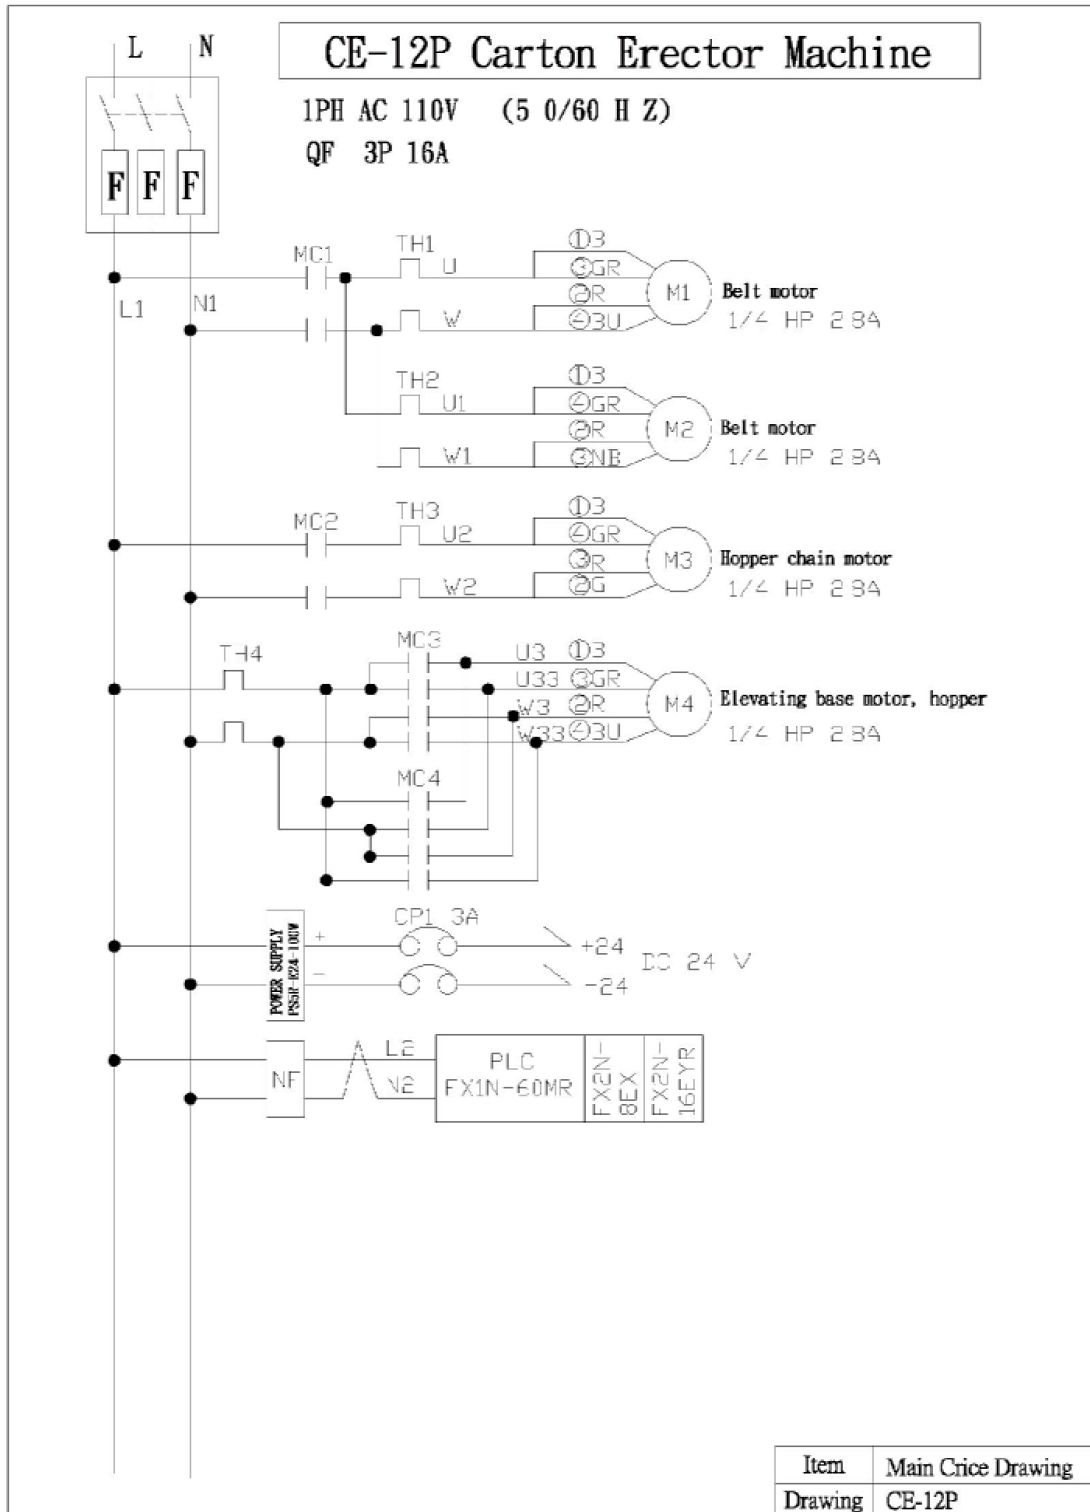 L N
CE-12P Carton Erector Machine
1PH AC 110V (5 0/60 H Z)
QF 3P 16A
F F F
MC1 TH1 U ①3
③GR
②R
④3U
M1 Belt motor
1/4 HP 2.8A
L1 N1 W
TH2 U1 ①3
④GR
②R
③NB
M2 Belt motor
1/4 HP 2.8A
W1
MC2 TH3 U2 ①3
④GR
③R
②G
M3 Hopper chain motor
1/4 HP 2.8A
W2
TH4 MC3 U3 ①3
U33 ③GR
W3 ②R
W33 ④3U
M4 Elevating base motor, hopper
1/4 HP 2.8A
MC4
POWER SUPPLY
+ CP1 3A +24
- -24
DC 24 V
NF L2
N2
PLC
FX1N-60MR
FX2N-
8EX
FX2N-
16EYR
Item Main Crice Drawing
Drawing CE-12P